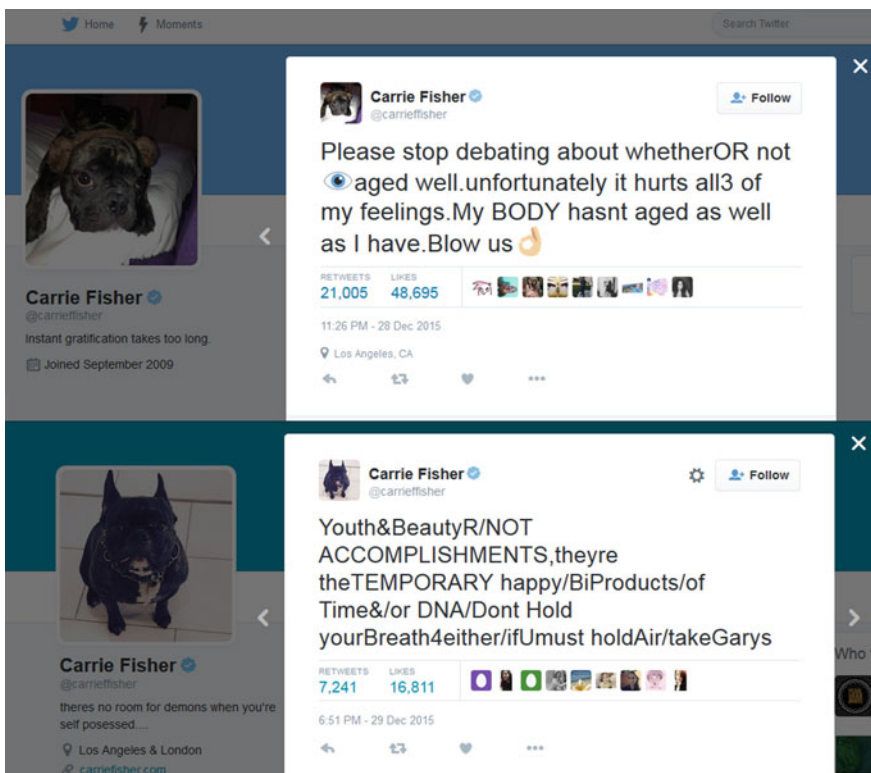 Home Moments Search Twitter
Carrie Fisher
@carrieffisher
Follow
Please stop debating about whetherOR not
👁aged well.unfortunately it hurts all3 of
my feelings.My BODY hasnt aged as well
as I have.Blow us👌🏼
RETWEETS LIKES
21,005 48,695
11:26 PM - 28 Dec 2015
Los Angeles, CA
Carrie Fisher
@carrieffisher
Instant gratification takes too long.
Joined September 2009
Carrie Fisher
@carrieffisher
Follow
Youth&BeautyR/NOT
ACCOMPLISHMENTS,theyre
theTEMPORARY happy/BiProducts/of
Time&/or DNA/Dont Hold
yourBreath4either/ifUmust holdAir/takeGarys
RETWEETS LIKES
7,241 16,811
6:51 PM - 29 Dec 2015
Carrie Fisher
@carrieffisher
theres no room for demons when you're
self posessed....
Los Angeles & London
carriefisher.com
Who